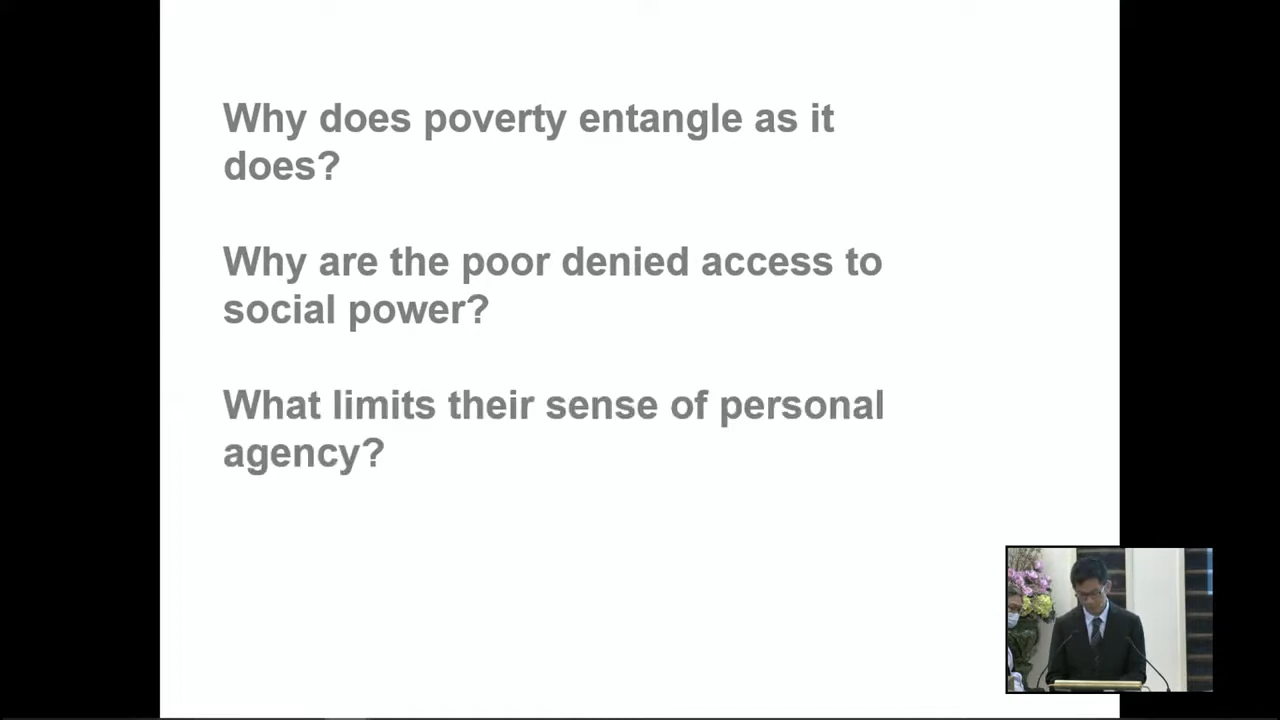 Why does poverty entangle as it
does?
Why are the poor denied access to
social power?
What limits their sense of personal
agency?